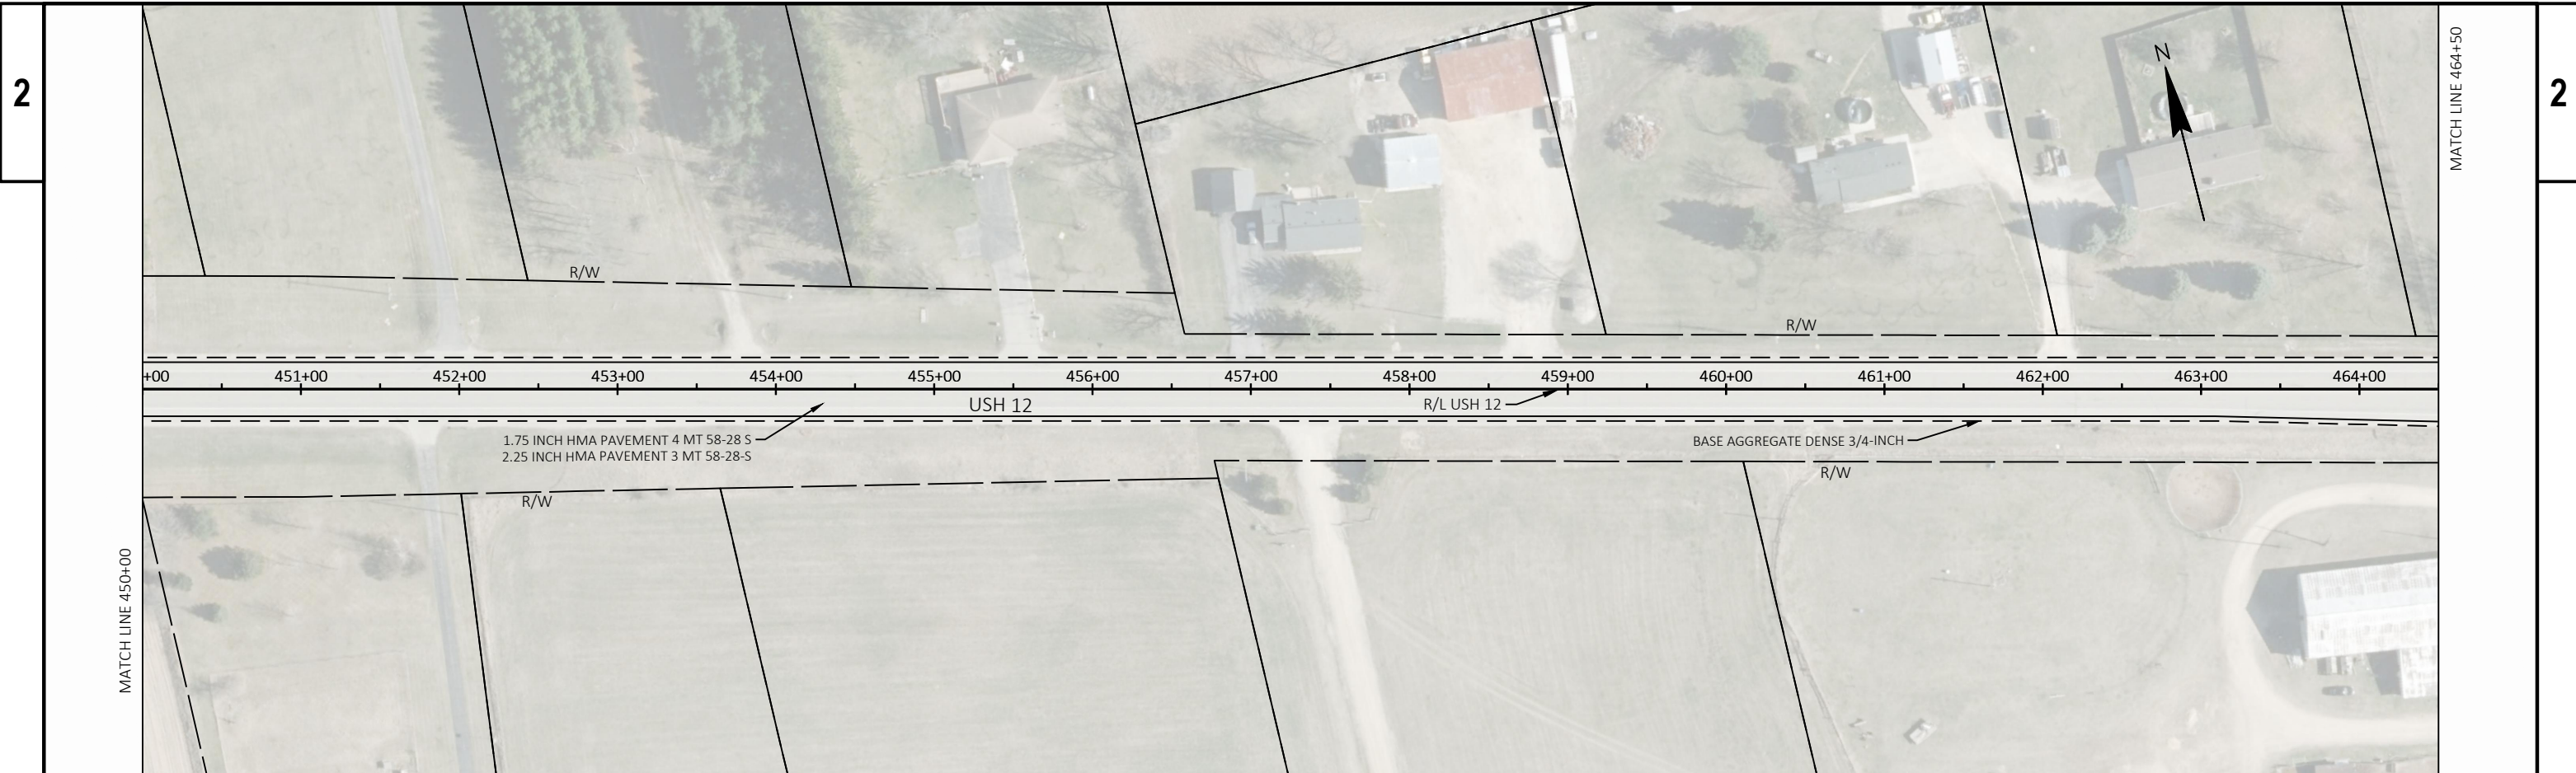 2
2
MATCH LINE 464+50
N
R/W
R/W
+00 451+00 452+00 453+00 454+00 455+00 456+00 457+00 458+00 459+00 460+00 461+00 462+00 463+00 464+00
USH 12
R/L USH 12
1.75 INCH HMA PAVEMENT 4 MT 58-28 S
2.25 INCH HMA PAVEMENT 3 MT 58-28-S
BASE AGGREGATE DENSE 3/4-INCH
R/W
R/W
MATCH LINE 450+00